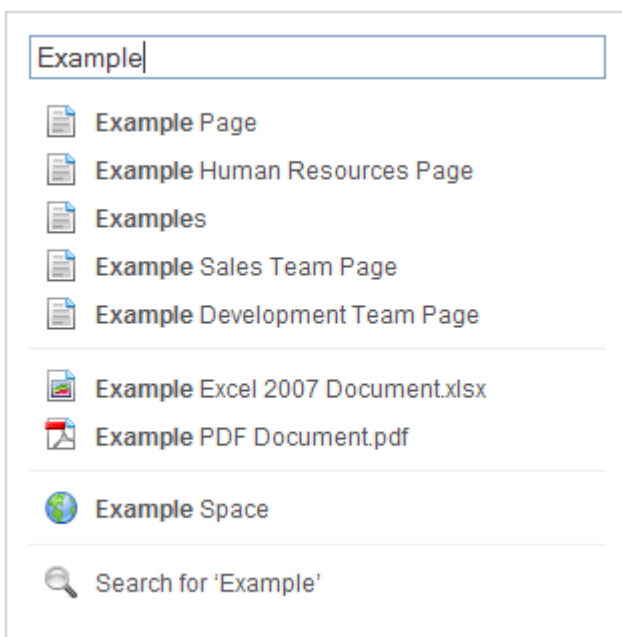 Example
Example Page
Example Human Resources Page
Examples
Example Sales Team Page
Example Development Team Page
Example Excel 2007 Document.xlsx
Example PDF Document.pdf
Example Space
Search for ‘Example’